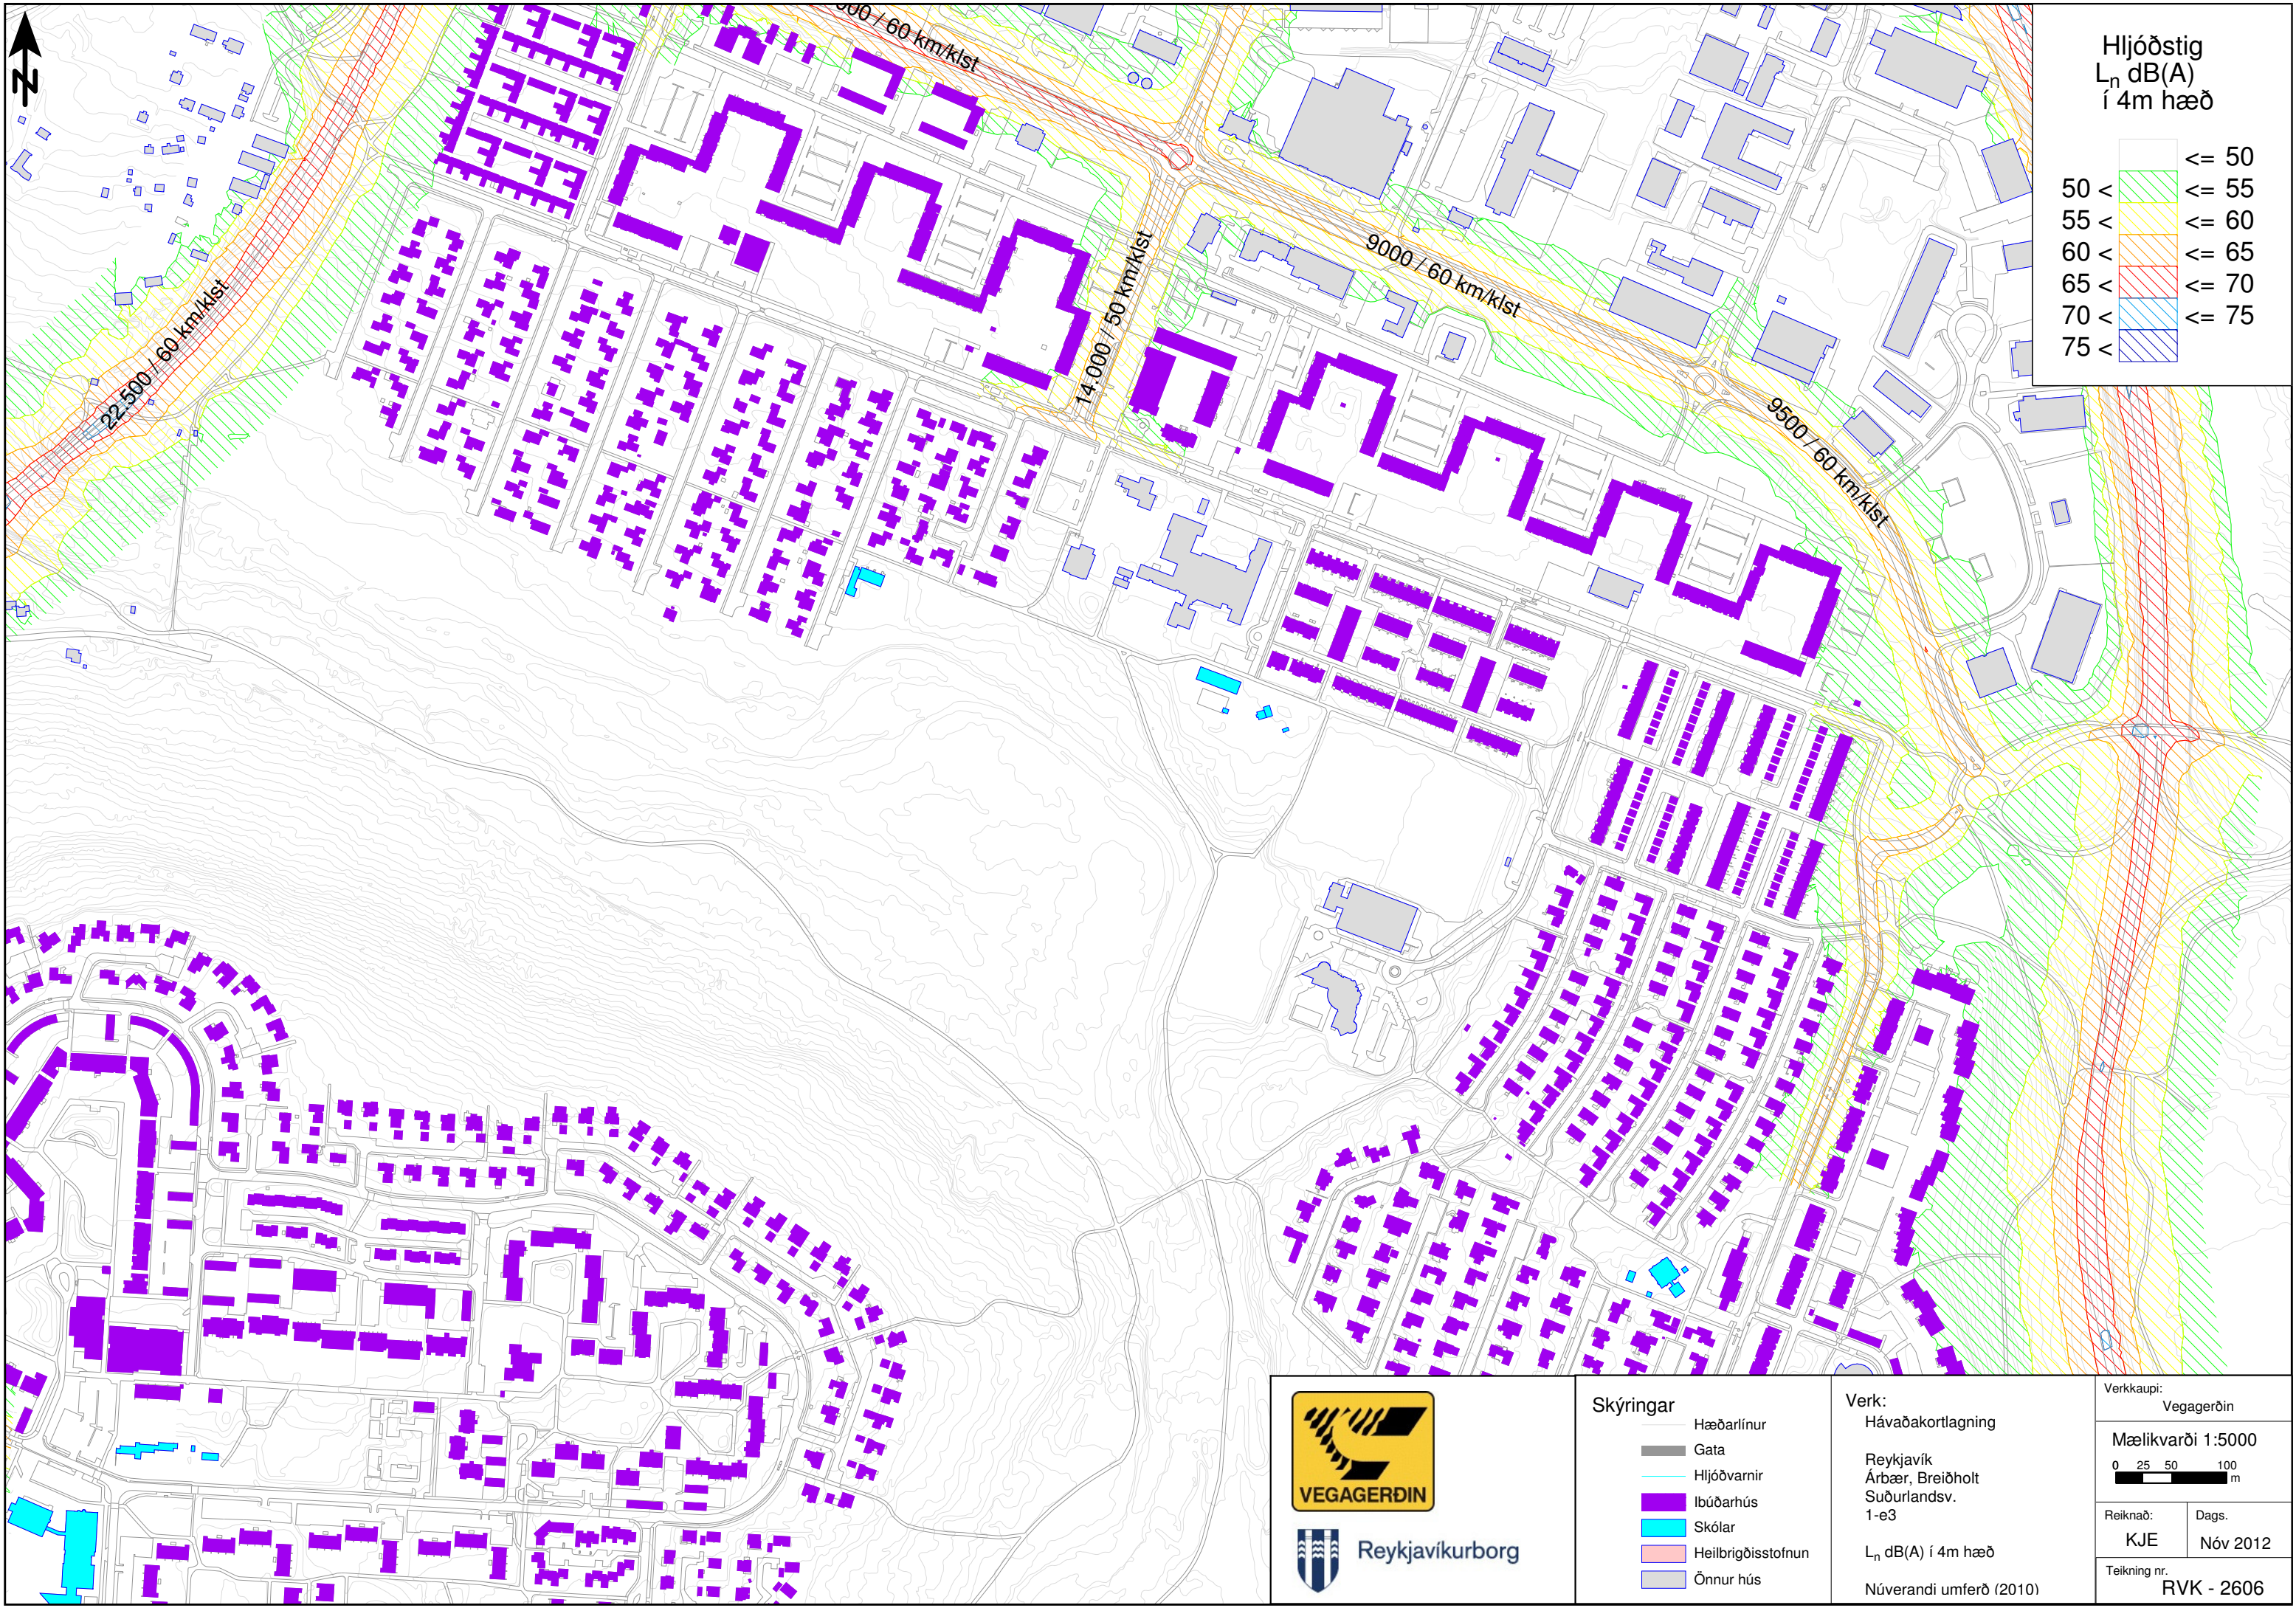 N
000 / 60 km/klst
22.500 / 60 km/klst
14.000 / 50 km/klst
9000 / 60 km/klst
9500 / 60 km/klst
Hljóðstig
Ln dB(A)
í 4m hæð
<= 50
50 < <= 55
55 < <= 60
60 < <= 65
65 < <= 70
70 < <= 75
75 <
VEGAGERÐIN
Reykjavíkurborg
Skýringar
Hæðarlínur
Gata
Hljóðvarnir
Ibúðarhús
Skólar
Heilbrigðisstofnun
Önnur hús
Verk:
Hávaðakortlagning
Reykjavík
Árbær, Breiðholt
Suðurlandsv.
1-e3
Ln dB(A) í 4m hæð
Núverandi umferð (2010)
Verkkaupi:
Vegagerðin
Mælikvarði 1:5000
0 25 50 100
m
Reiknað:
KJE
Dags.
Nóv 2012
Teikning nr.
RVK - 2606